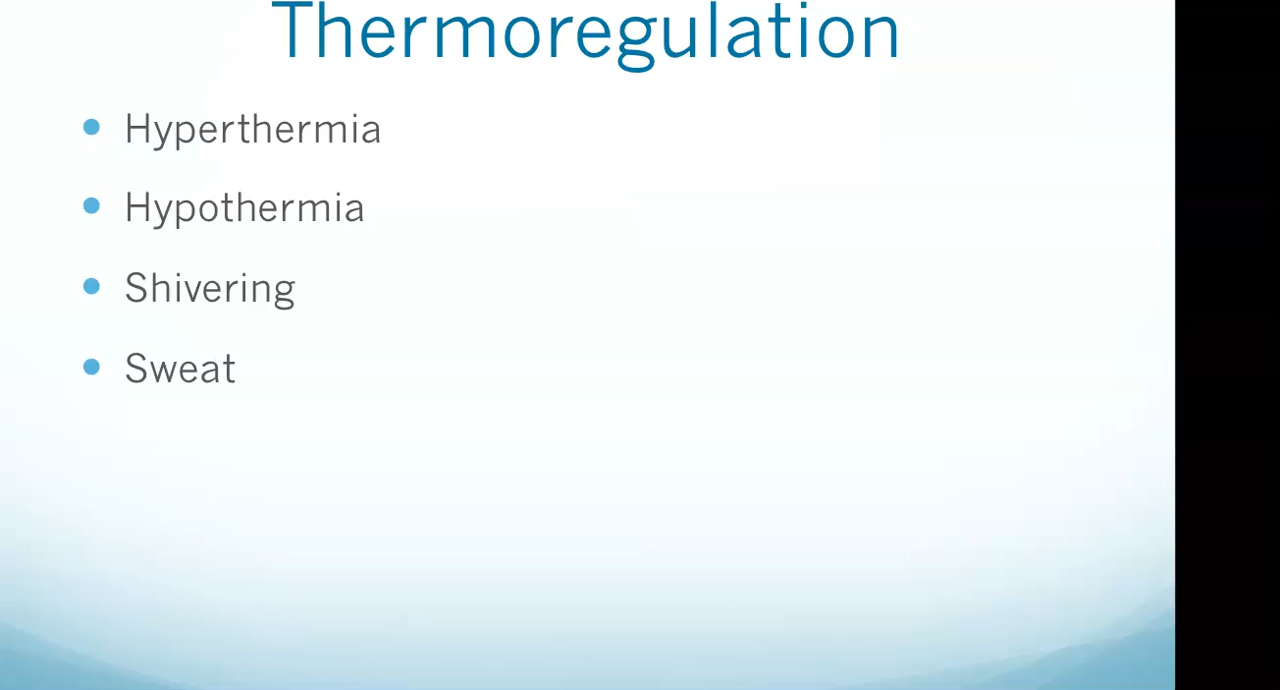 Thermoregulation
Hyperthermia
Hypothermia
Shivering
Sweat